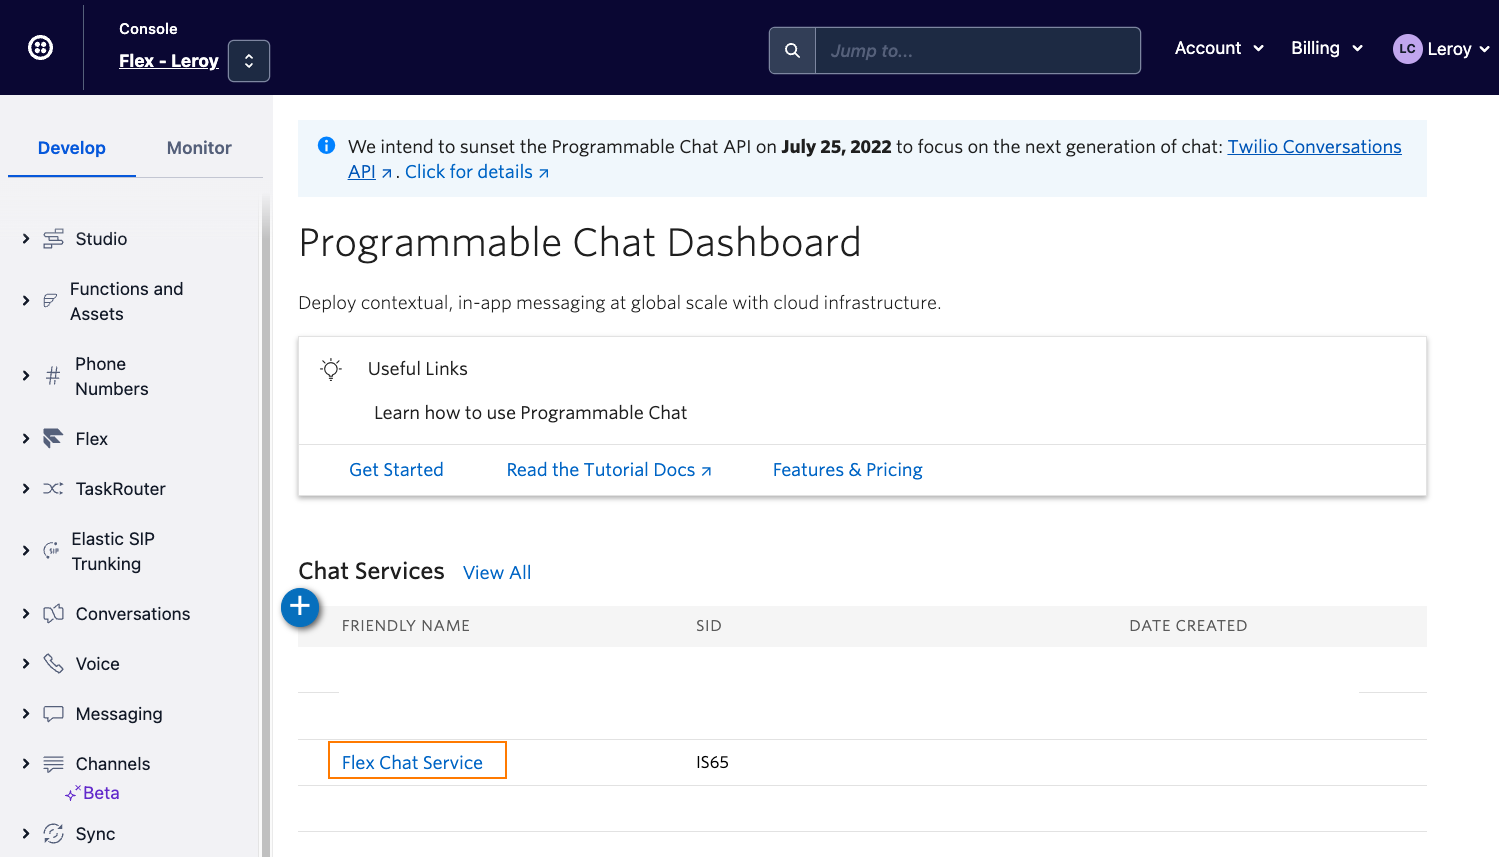 Console
Flex - Leroy
Jump to...
Account
Billing
LC
Leroy
Develop
Monitor
Studio
Functions and
Assets
Phone
Numbers
Flex
TaskRouter
Elastic SIP
Trunking
SIP
Conversations
Voice
Messaging
Channels
Beta
Sync
We intend to sunset the Programmable Chat API on July 25, 2022 to focus on the next generation of chat: Twilio Conversations
API ↗. Click for details ↗
Programmable Chat Dashboard
Deploy contextual, in-app messaging at global scale with cloud infrastructure.
Useful Links
Learn how to use Programmable Chat
Get Started
Read the Tutorial Docs ↗
Features & Pricing
Chat Services
View All
FRIENDLY NAME
SID
DATE CREATED
Flex Chat Service
IS65